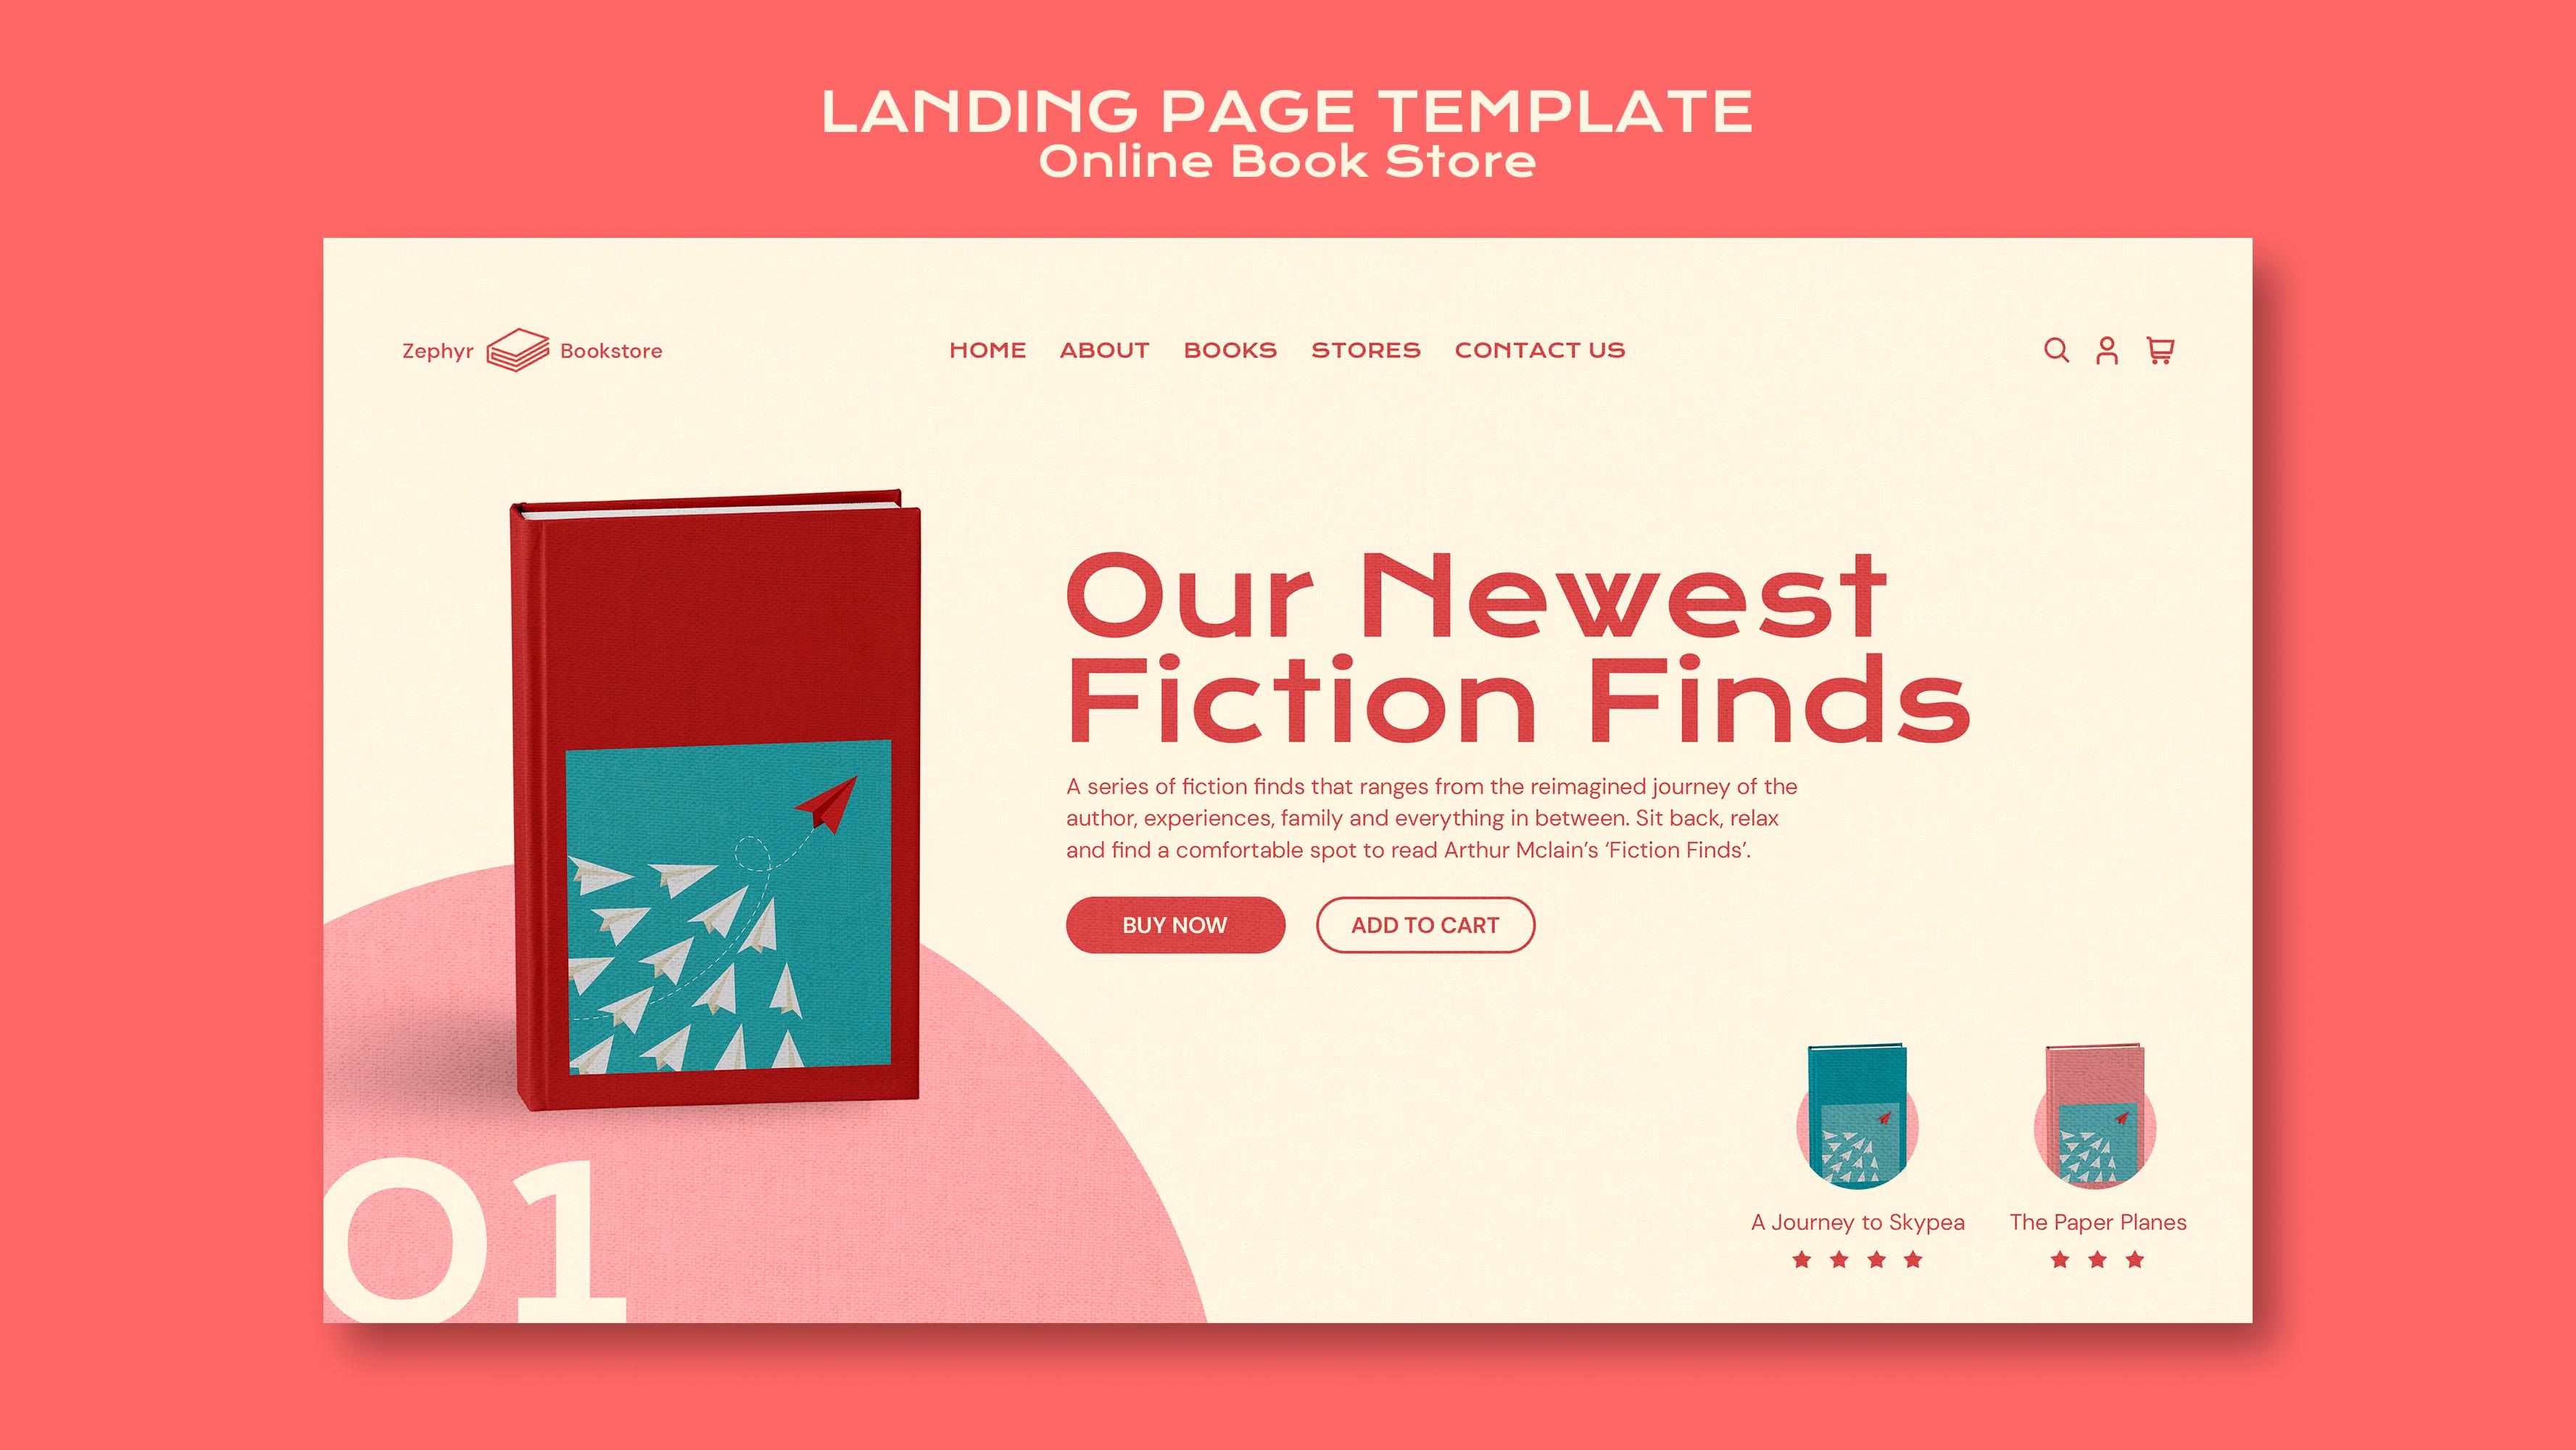 LANDING PAGE TEMPLATE
Online Book Store
Zephyr Bookstore
HOME ABOUT BOOKS STORES CONTACT US
Our Newest
Fiction Finds
A series of fiction finds that ranges from the reimagined journey of the
author, experiences, family and everything in between. Sit back, relax
and find a comfortable spot to read Arthur Mclain’s ‘Fiction Finds’.
BUY NOW
ADD TO CART
01
A Journey to Skypea
The Paper Planes